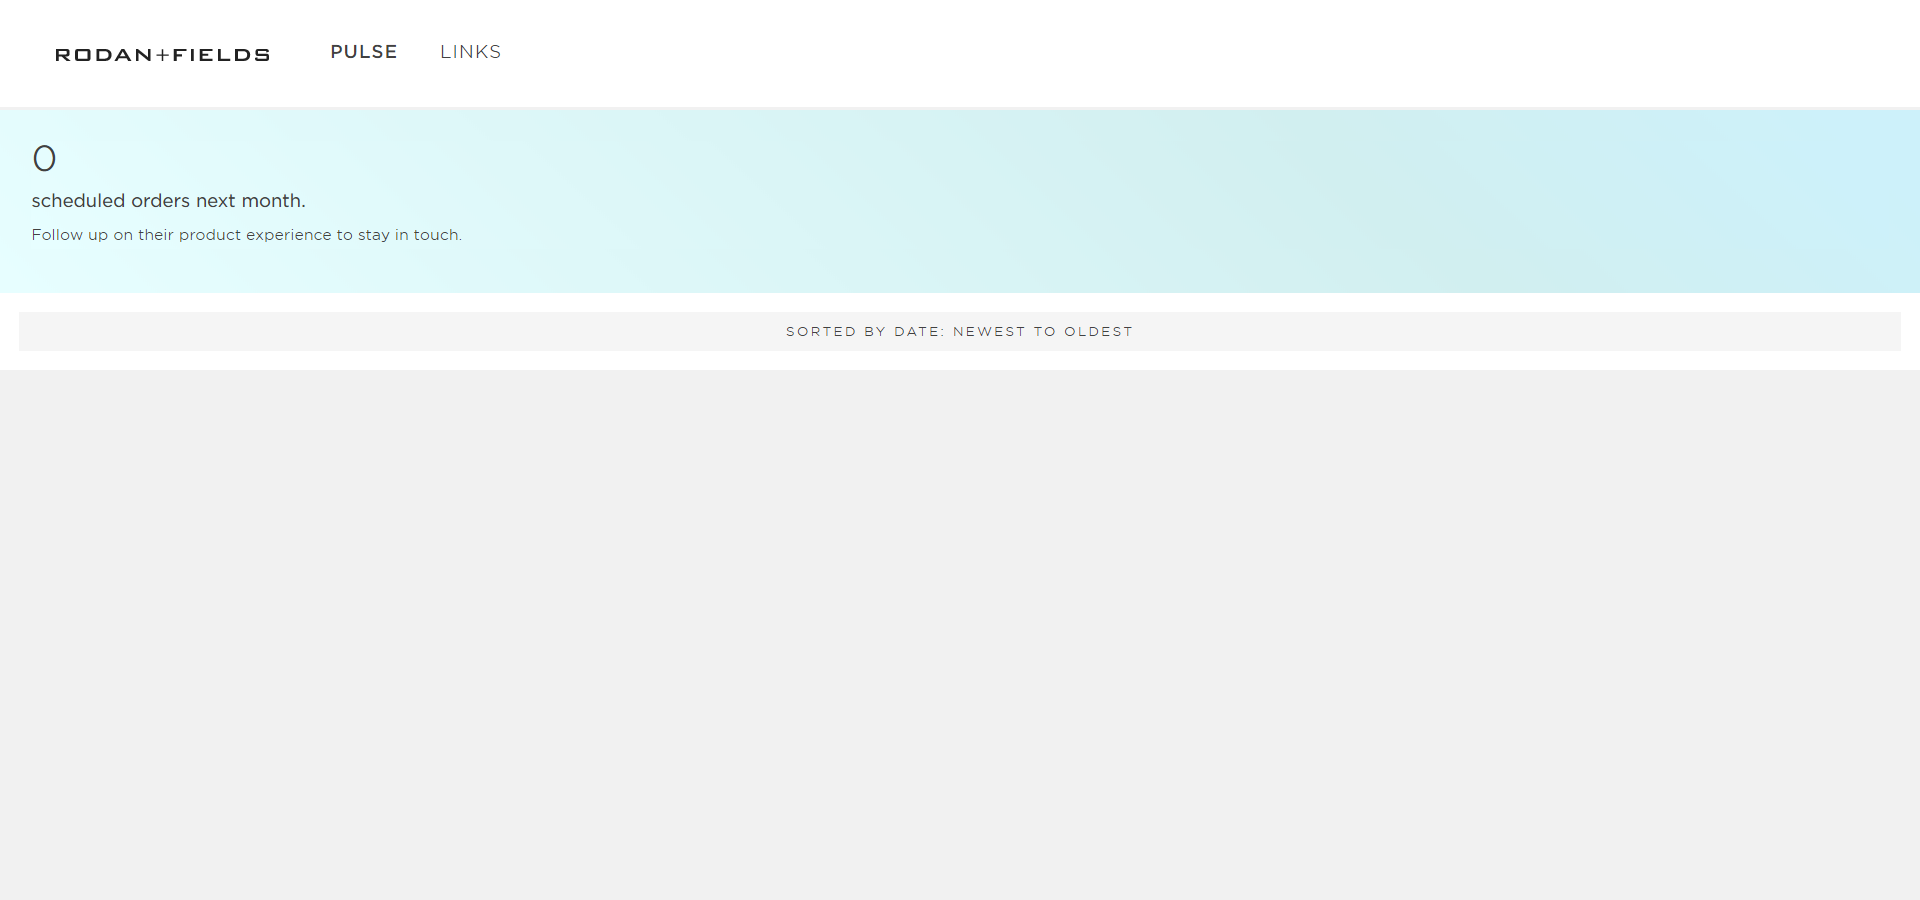 RODAN+FIELDS
PULSE
LINKS
0
scheduled orders next month.
Follow up on their product experience to stay in touch.
SORTED BY DATE: NEWEST TO OLDEST